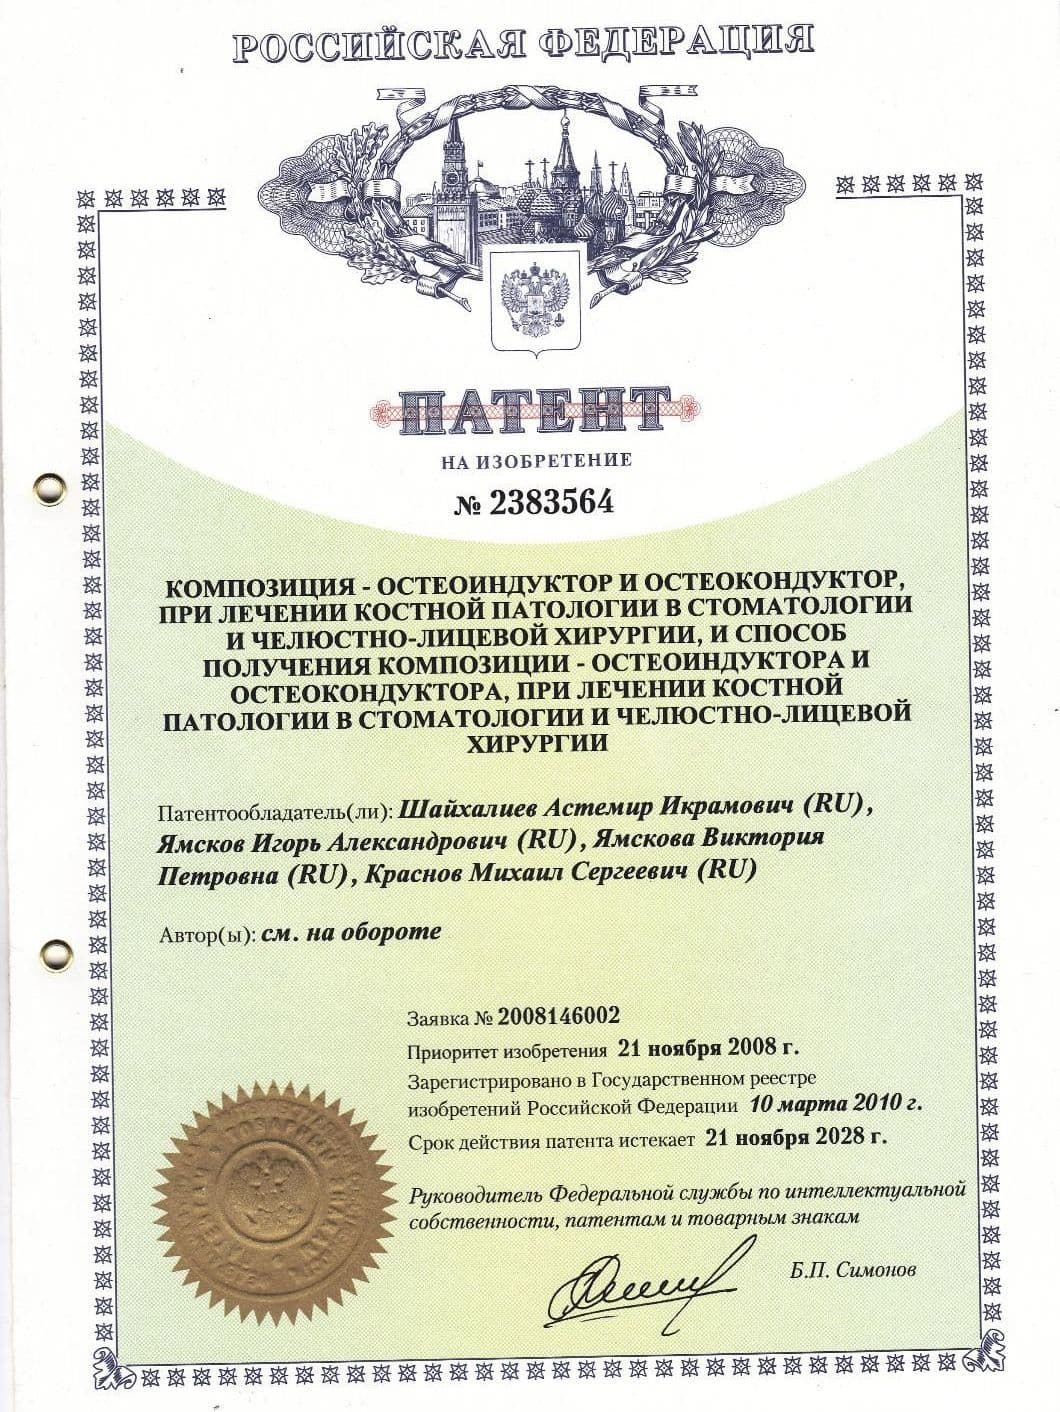 РОССИЙСКАЯ ФЕДЕРАЦИЯ
ПАТЕНТ
НА ИЗОБРЕТЕНИЕ
№ 2383564
КОМПОЗИЦИЯ - ОСТЕОИНДУКТОР И ОСТЕОКОНДУКТОР,
ПРИ ЛЕЧЕНИИ КОСТНОЙ ПАТОЛОГИИ В СТОМАТОЛОГИИ
И ЧЕЛЮСТНО-ЛИЦЕВОЙ ХИРУРГИИ, И СПОСОБ
ПОЛУЧЕНИЯ КОМПОЗИЦИИ - ОСТЕОИНДУКТОРА И
ОСТЕОКОНДУКТОРА, ПРИ ЛЕЧЕНИИ КОСТНОЙ
ПАТОЛОГИИ В СТОМАТОЛОГИИ И ЧЕЛЮСТНО-ЛИЦЕВОЙ
ХИРУРГИИ
Патентообладатель(ли): Шайхалиев Астемир Икрамович (RU),
Ямсков Игорь Александрович (RU), Ямскова Виктория
Петровна (RU), Краснов Михаил Сергеевич (RU)
Автор(ы): см. на обороте
Заявка № 2008146002
Приоритет изобретения 21 ноября 2008 г.
Зарегистрировано в Государственном реестре
изобретений Российской Федерации 10 марта 2010 г.
Срок действия патента истекает 21 ноября 2028 г.
Руководитель Федеральной службы по интеллектуальной
собственности, патентам и товарным знакам
Б.П. Симонов